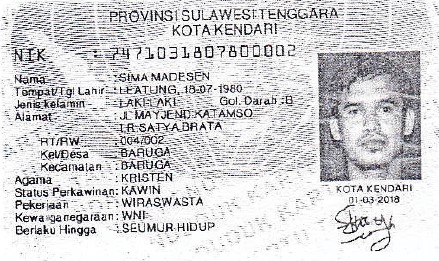 PROVINSI SULAWESI TENGGARA
KOTA KENDARI
NIK : 7471031807800002
Nama : SIMA MADESEN
Tempat/Tgl Lahir : LEATUNG, 18-07-1980
Jenis kelamin : LAKI-LAKI Gol. Darah : B
Alamat : JL MAYJEND KATAMSO
LR SATYA BRATA
RT/RW : 004/002
Kel/Desa : BARUGA
Kecamatan : BARUGA
Agama : KRISTEN
Status Perkawinan: KAWIN
Pekerjaan : WIRASWASTA
Kewarganegaraan: WNI
Berlaku Hingga : SEUMUR HIDUP
KOTA KENDARI
01-03-2018